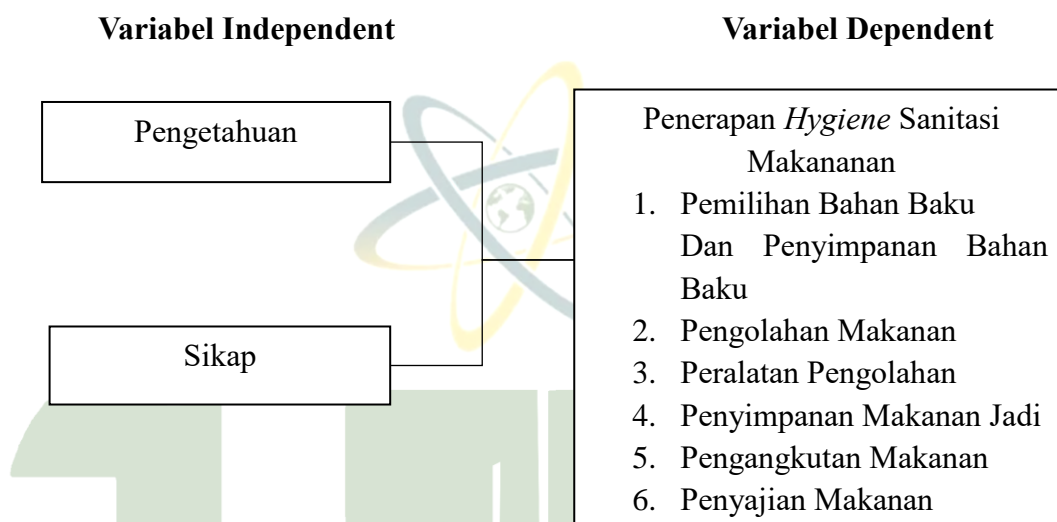 Variabel Independent
Variabel Dependent
Pengetahuan
Sikap
Penerapan Hygiene Sanitasi
Makananan
1. Pemilihan Bahan Baku
Dan Penyimpanan Bahan
Baku
2. Pengolahan Makanan
3. Peralatan Pengolahan
4. Penyimpanan Makanan Jadi
5. Pengangkutan Makanan
6. Penyajian Makanan